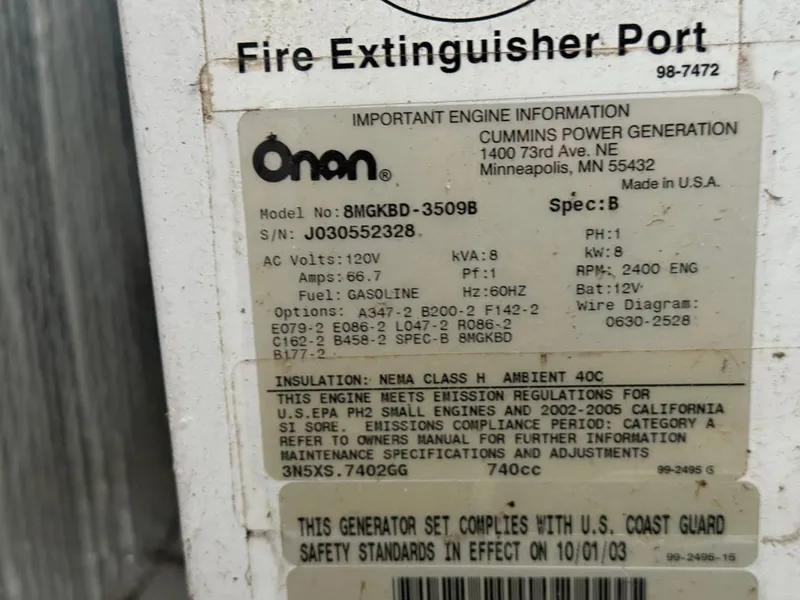 Fire Extinguisher Port
98-7472
IMPORTANT ENGINE INFORMATION
Onan®
CUMMINS POWER GENERATION
1400 73rd Ave. NE
Minneapolis, MN 55432
Made in U.S.A.
Model No:8MGKBD-3509B Spec:B
S/N: J030552328 PH:1
AC Volts:120V kVA:8 kW:8
Amps:66.7 Pf:1 RPM: 2400 ENG
Fuel: GASOLINE Hz:60HZ Bat:12V
Options: A347-2 B200-2 F142-2 Wire Diagram:
E079-2 E086-2 L047-2 R086-2 0630-2528
C162-2 B458-2 SPEC-B 8MGKBD
B177-2
INSULATION: NEMA CLASS H AMBIENT 40C
THIS ENGINE MEETS EMISSION REGULATIONS FOR
U.S.EPA PH2 SMALL ENGINES AND 2002-2005 CALIFORNIA
SI SORE. EMISSIONS COMPLIANCE PERIOD: CATEGORY A
REFER TO OWNERS MANUAL FOR FURTHER INFORMATION
MAINTENANCE SPECIFICATIONS AND ADJUSTMENTS
3N5XS.7402GG 740cc 99-2495 G
THIS GENERATOR SET COMPLIES WITH U.S. COAST GUARD
SAFETY STANDARDS IN EFFECT ON 10/01/03 99-2496-15